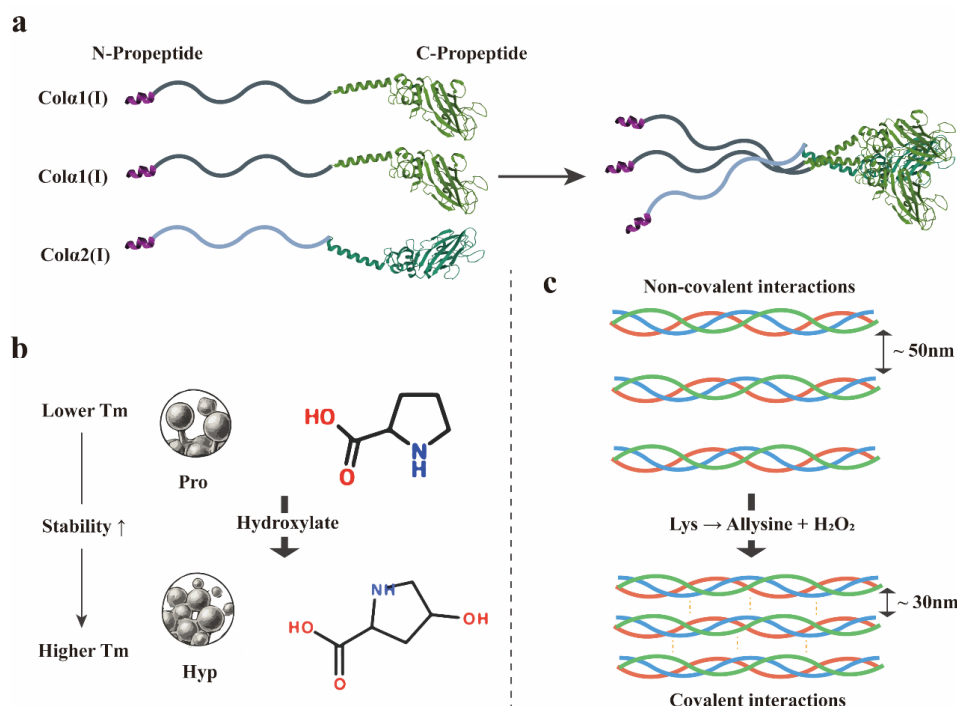 a
N-Propeptide
C-Propeptide
Colα1(I)
Colα1(I)
Colα2(I)
b
Lower Tm
Stability ↑
Higher Tm
Pro
HO
O
N
H
Hydroxylate
Hyp
NH
HO
O
OH
c
Non-covalent interactions
~ 50nm
Lys → Allysine + H₂O₂
~ 30nm
Covalent interactions